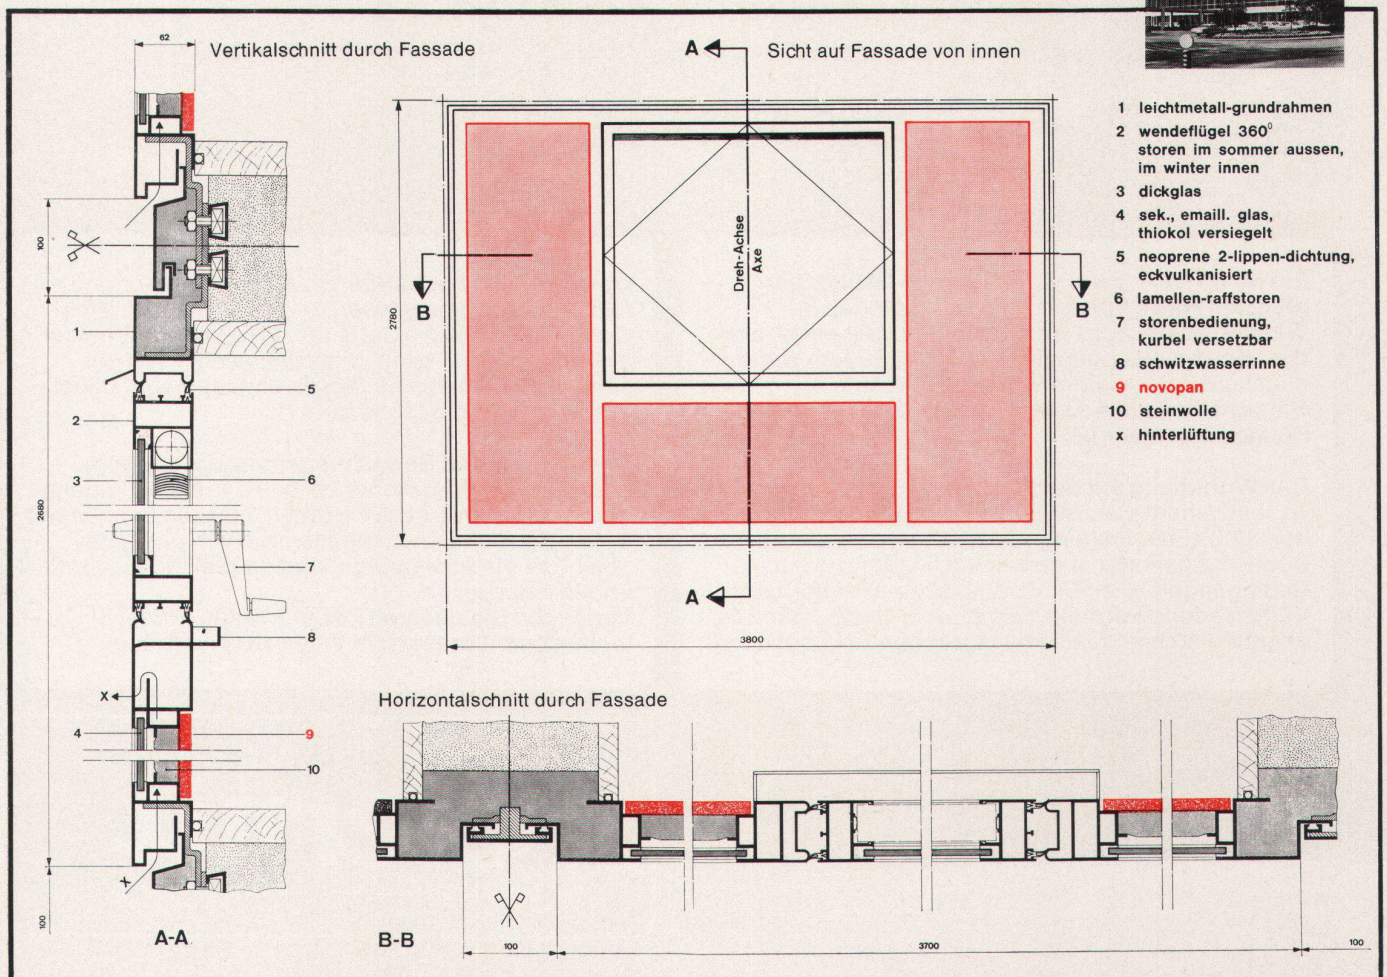 62
Vertikalschnitt durch Fassade
A
Sicht auf Fassade von innen
1 leichtmetall-grundrahmen
2 wendeflügel 360°
storen im sommer aussen,
im winter innen
3 dickglas
4 sek., emaill. glas,
thiokol versiegelt
5 neoprene 2-lippen-dichtung,
eckvulkanisiert
6 lamellen-raffstoren
7 storenbedienung,
kurbel versetzbar
8 schwitzwasserrinne
9 novopan
10 steinwolle
x hinterlüftung
100
2680
100
1
2
3
4
5
6
7
8
9
10
x
x
A-A
2780
Dreh-Achse
Axe
B
B
A
3800
Horizontalschnitt durch Fassade
B-B
100
3700
100